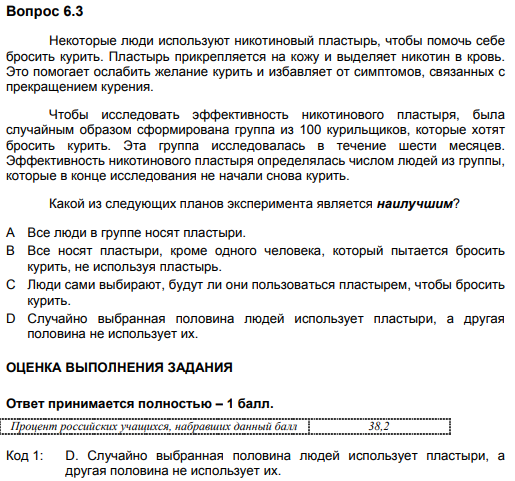 Вопрос 6.3
Некоторые люди используют никотиновый пластырь, чтобы помочь себе
бросить курить. Пластырь прикрепляется на кожу и выделяет никотин в кровь.
Это помогает ослабить желание курить и избавляет от симптомов, связанных с
прекращением курения.
Чтобы исследовать эффективность никотинового пластыря, была
случайным образом сформирована группа из 100 курильщиков, которые хотят
бросить курить. Эта группа исследовалась в течение шести месяцев.
Эффективность никотинового пластыря определялась числом людей из группы,
которые в конце исследования не начали снова курить.
Какой из следующих планов эксперимента является наилучшим?
A Все люди в группе носят пластыри.
B Все носят пластыри, кроме одного человека, который пытается бросить
курить, не используя пластырь.
C Люди сами выбирают, будут ли они пользоваться пластырем, чтобы бросить
курить.
D Случайно выбранная половина людей использует пластыри, а другая
половина не использует их.
ОЦЕНКА ВЫПОЛНЕНИЯ ЗАДАНИЯ
Ответ принимается полностью – 1 балл.
Процент российских учащихся, набравших данный балл 38,2
Код 1: D. Случайно выбранная половина людей использует пластыри, а
другая половина не использует их.